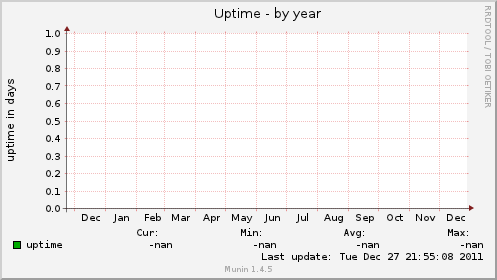 Uptime - by year
RRDTOOL / TOBI OETIKER
uptime in days
1.0
0.9
0.8
0.7
0.6
0.5
0.4
0.3
0.2
0.1
0.0
Dec Jan Feb Mar Apr May Jun Jul Aug Sep Oct Nov Dec
Cur: Min: Avg: Max:
uptime -nan -nan -nan -nan
Last update: Tue Dec 27 21:55:08 2011
Munin 1.4.5